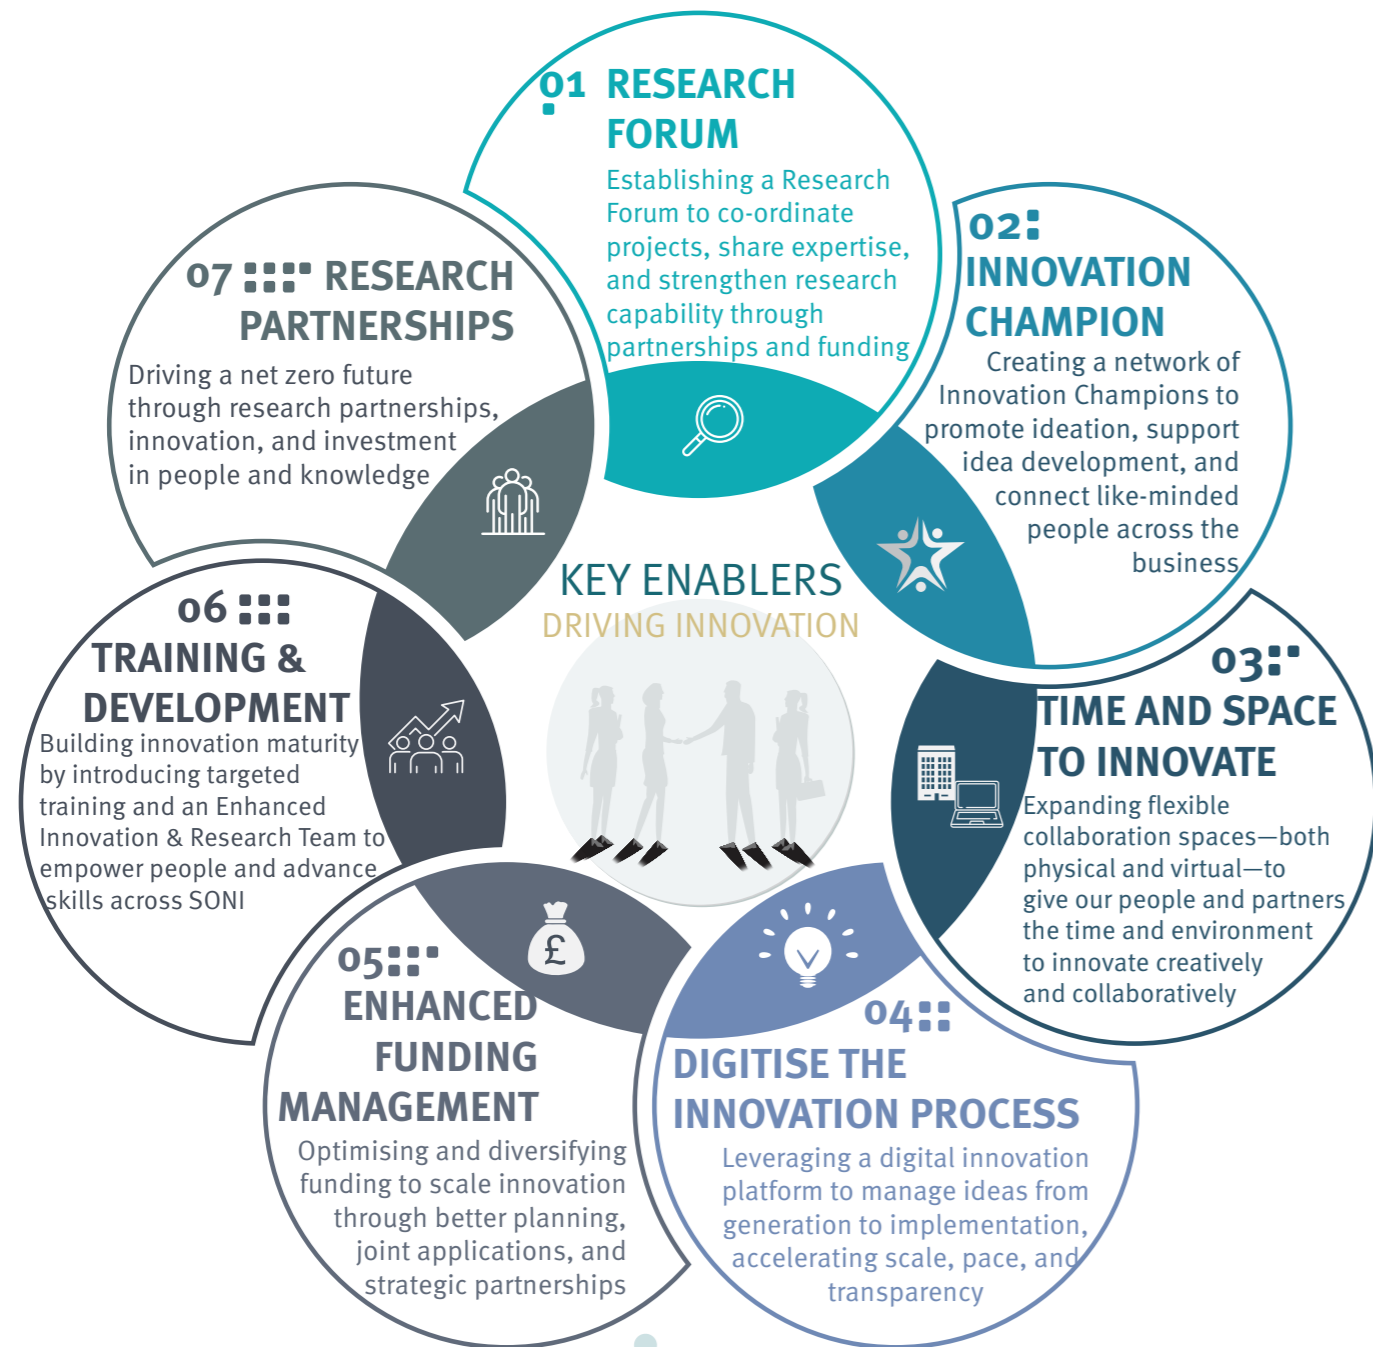 01 RESEARCH
FORUM
Establishing a Research
Forum to co-ordinate
projects, share expertise,
and strengthen research
capability through
partnerships and funding
02
INNOVATION
CHAMPION
Creating a network of
Innovation Champions to
promote ideation, support
idea development, and
connect like-minded
people across the
business
03
TIME AND SPACE
TO INNOVATE
Expanding flexible
collaboration spaces—both
physical and virtual—to
give our people and partners
the time and environment
to innovate creatively
and collaboratively
04
DIGITISE THE
INNOVATION PROCESS
Leveraging a digital innovation
platform to manage ideas from
generation to implementation,
accelerating scale, pace, and
transparency
05
ENHANCED
FUNDING
MANAGEMENT
Optimising and diversifying
funding to scale innovation
through better planning,
joint applications, and
strategic partnerships
£
06
TRAINING &
DEVELOPMENT
Building innovation maturity
by introducing targeted
training and an Enhanced
Innovation & Research Team to
empower people and advance
skills across SONI
07 RESEARCH
PARTNERSHIPS
Driving a net zero future
through research partnerships,
innovation, and investment
in people and knowledge
KEY ENABLERS
DRIVING INNOVATION